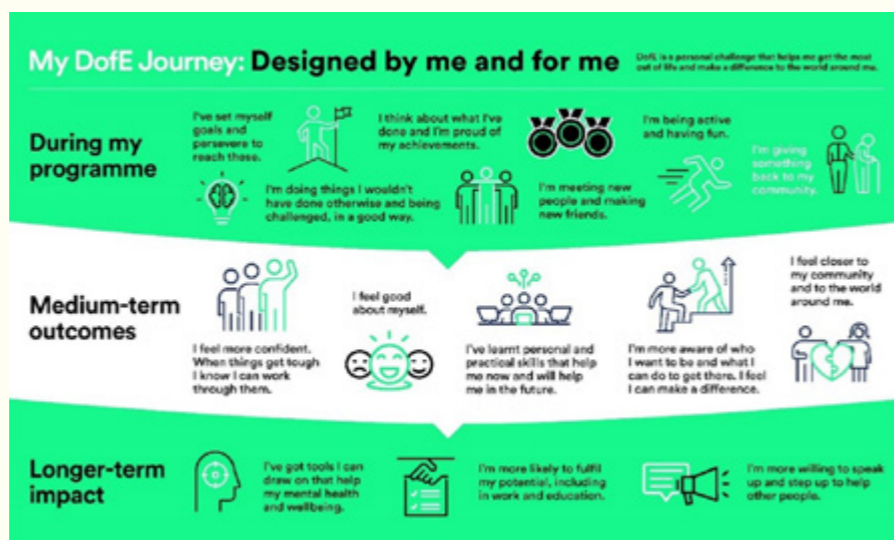 My DofE Journey: Designed by me and for me
DofE is a personal challenge that helps me get the most
out of life and make a difference to the world around me.
During my
programme
I've set myself
goals and
persevere to
reach these.
I think about what I've
done and I'm proud of
my achievements.
I'm being active
and having fun.
I'm doing things I wouldn't
have done otherwise and being
challenged, in a good way.
I'm meeting new
people and making
new friends.
I'm giving
something
back to my
community.
Medium-term
outcomes
I feel more confident.
When things get tough
I know I can work
through them.
I feel good
about myself.
I've learnt personal and
practical skills that help
me now and will help
me in the future.
I'm more aware of who
I want to be and what I
can do to get there. I feel
I can make a difference.
I feel closer to
my community
and to the world
around me.
Longer-term
impact
I've got tools I can
draw on that help
my mental health
and wellbeing.
I'm more likely to fulfil
my potential, including
in work and education.
I'm more willing to speak
up and step up to help
other people.